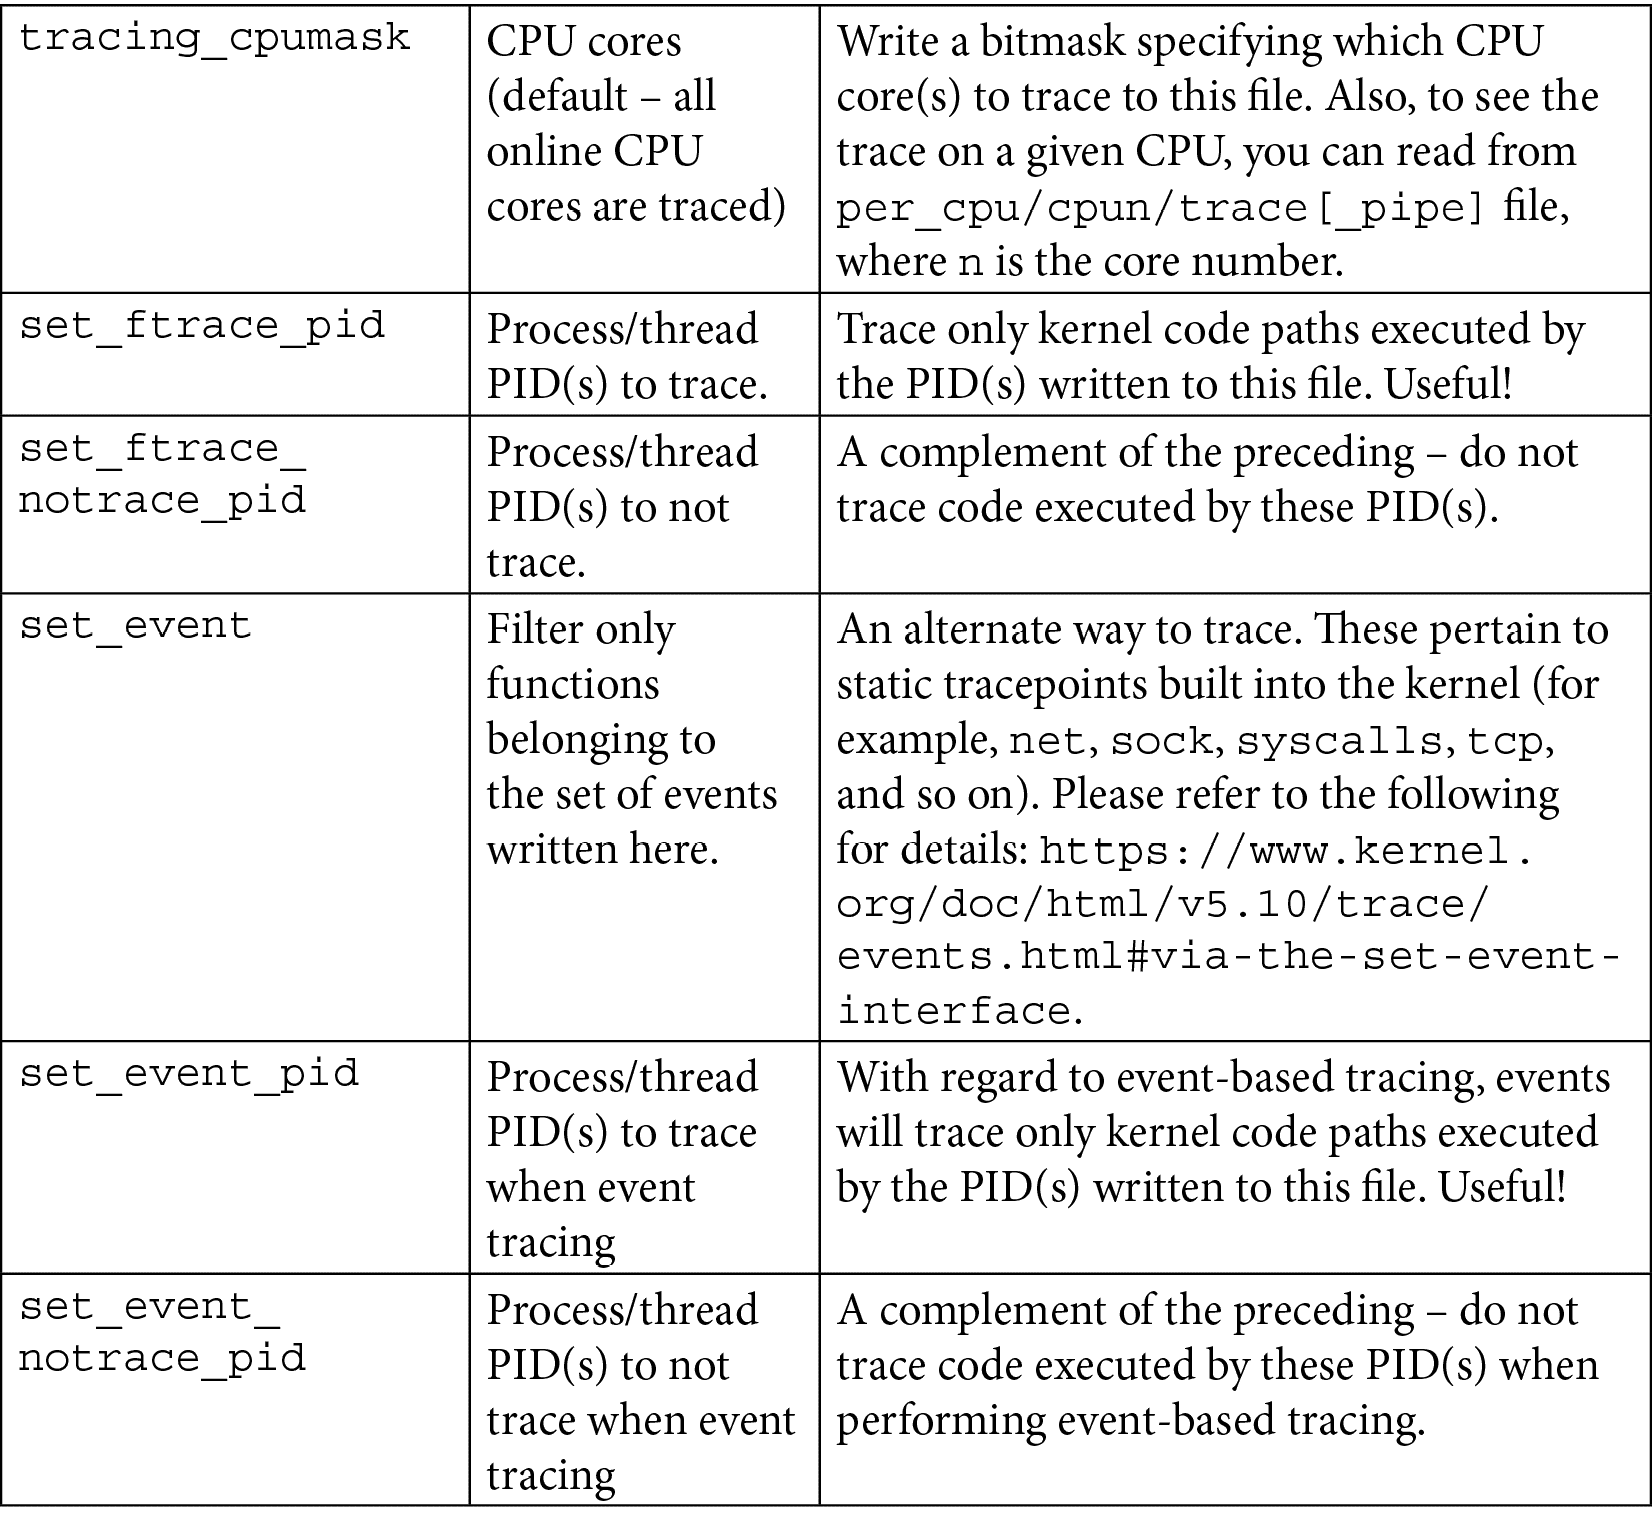 tracing_cpumask
CPU cores
(default – all
online CPU
cores are traced)
Write a bitmask specifying which CPU
core(s) to trace to this file. Also, to see the
trace on a given CPU, you can read from
per_cpu/cpun/trace[_pipe] file,
where n is the core number.
set_ftrace_pid
Process/thread
PID(s) to trace.
Trace only kernel code paths executed by
the PID(s) written to this file. Useful!
set_ftrace_
notrace_pid
Process/thread
PID(s) to not
trace.
A complement of the preceding – do not
trace code executed by these PID(s).
set_event
Filter only
functions
belonging to
the set of events
written here.
An alternate way to trace. These pertain to
static tracepoints built into the kernel (for
example, net, sock, syscalls, tcp,
and so on). Please refer to the following
for details: https://www.kernel.
org/doc/html/v5.10/trace/
events.html#via-the-set-event-
interface.
set_event_pid
Process/thread
PID(s) to trace
when event
tracing
With regard to event-based tracing, events
will trace only kernel code paths executed
by the PID(s) written to this file. Useful!
set_event_
notrace_pid
Process/thread
PID(s) to not
trace when event
tracing
A complement of the preceding – do not
trace code executed by these PID(s) when
performing event-based tracing.